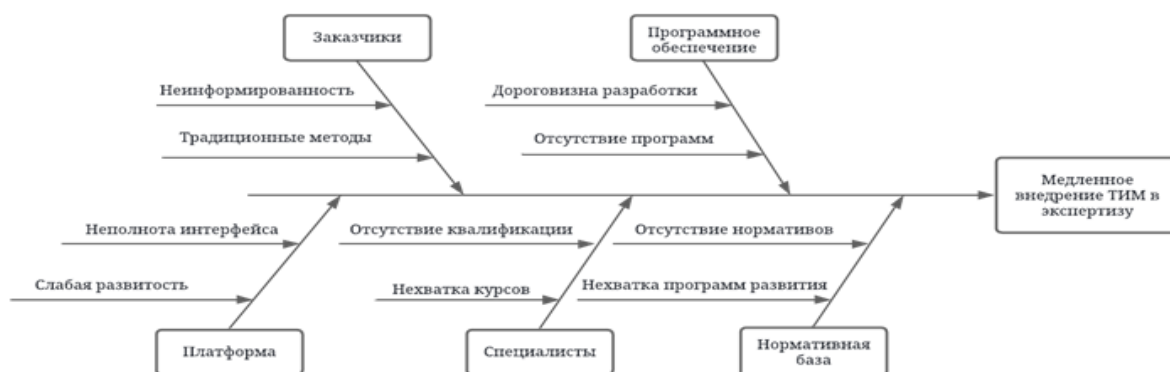 Заказчики
Программное
обеспечение
Неинформированность
Дороговизна разработки
Традиционные методы
Отсутствие программ
Медленное
внедрение ТИМ в
экспертизу
Неполнота интерфейса
Отсутствие квалификации
Отсутствие нормативов
Слабая развитость
Нехватка курсов
Нехватка программ развития
Платформа
Специалисты
Нормативная
база